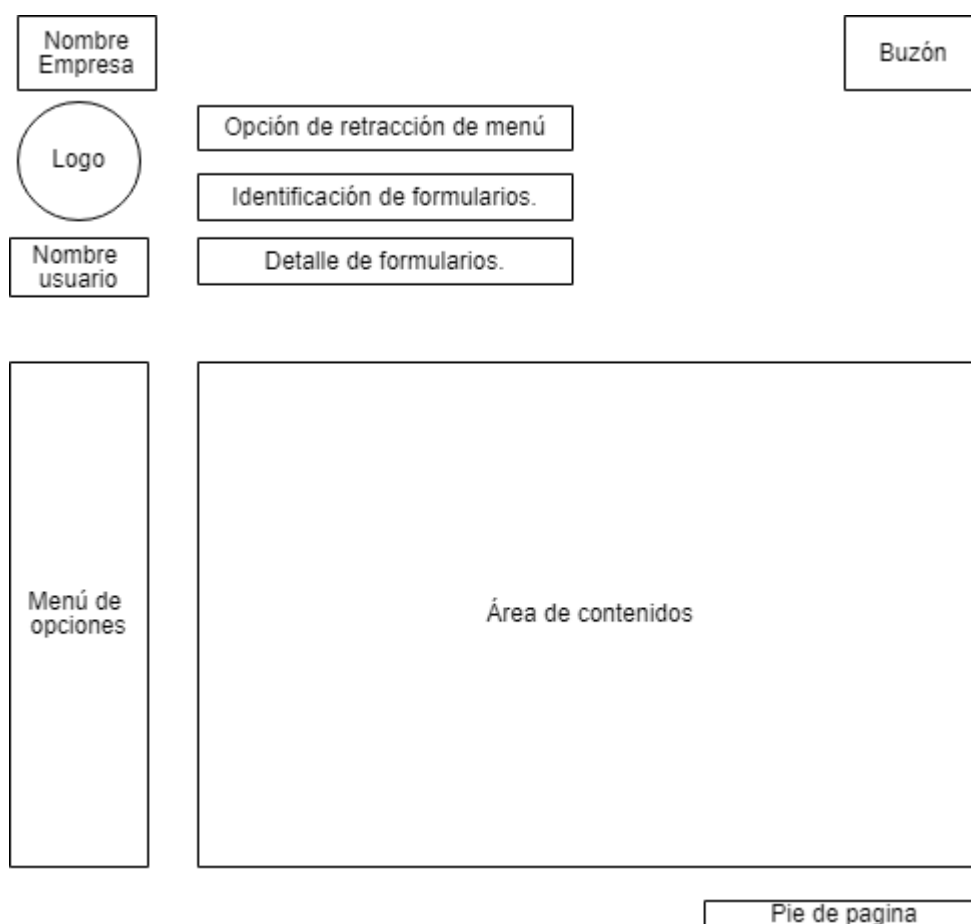 Nombre
Empresa
Buzón
Logo
Opción de retracción de menú
Identificación de formularios.
Nombre
usuario
Detalle de formularios.
Menú de
opciones
Área de contenidos
Pie de pagina